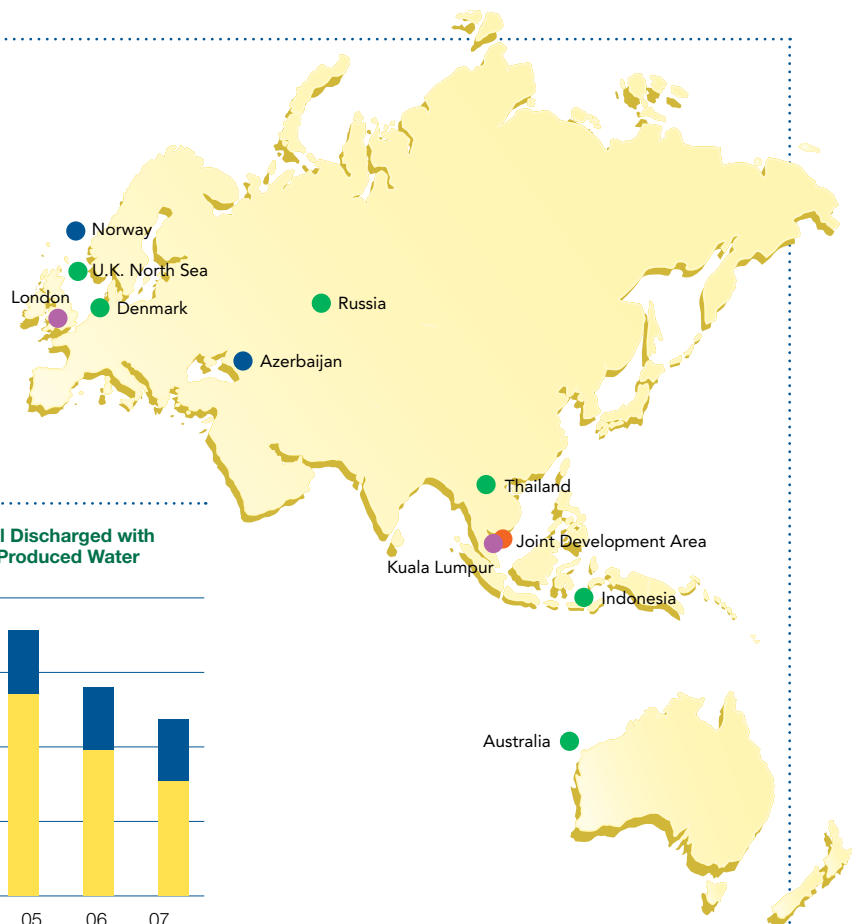 Norway
U.K. North Sea
London
Denmark
Russia
Azerbaijan
Thailand
Joint Development Area
Kuala Lumpur
Indonesia
Australia
l Discharged with
Produced Water
05 06 07